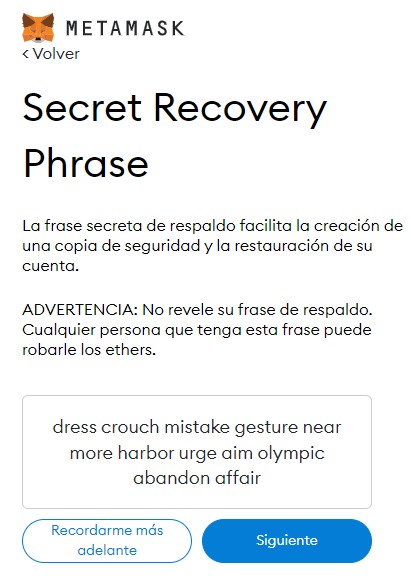 METAMASK
< Volver
Secret Recovery
Phrase
La frase secreta de respaldo facilita la creación de
una copia de seguridad y la restauración de su
cuenta.
ADVERTENCIA: No revele su frase de respaldo.
Cualquier persona que tenga esta frase puede
robarle los ethers.
dress crouch mistake gesture near
more harbor urge aim olympic
abandon affair
Recordarme más
adelante
Siguiente